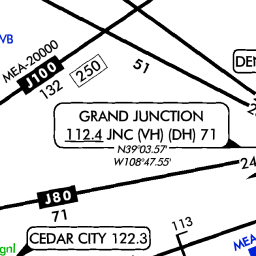 VB
MEA-20000
J100
132
250
51
DEN
GRAND JUNCTION
112.4 JNC (VH) (DH) 71
N39°03.57'
W108°47.55'
24
J80
71
CEDAR CITY 122.3
113
MEA
gnl